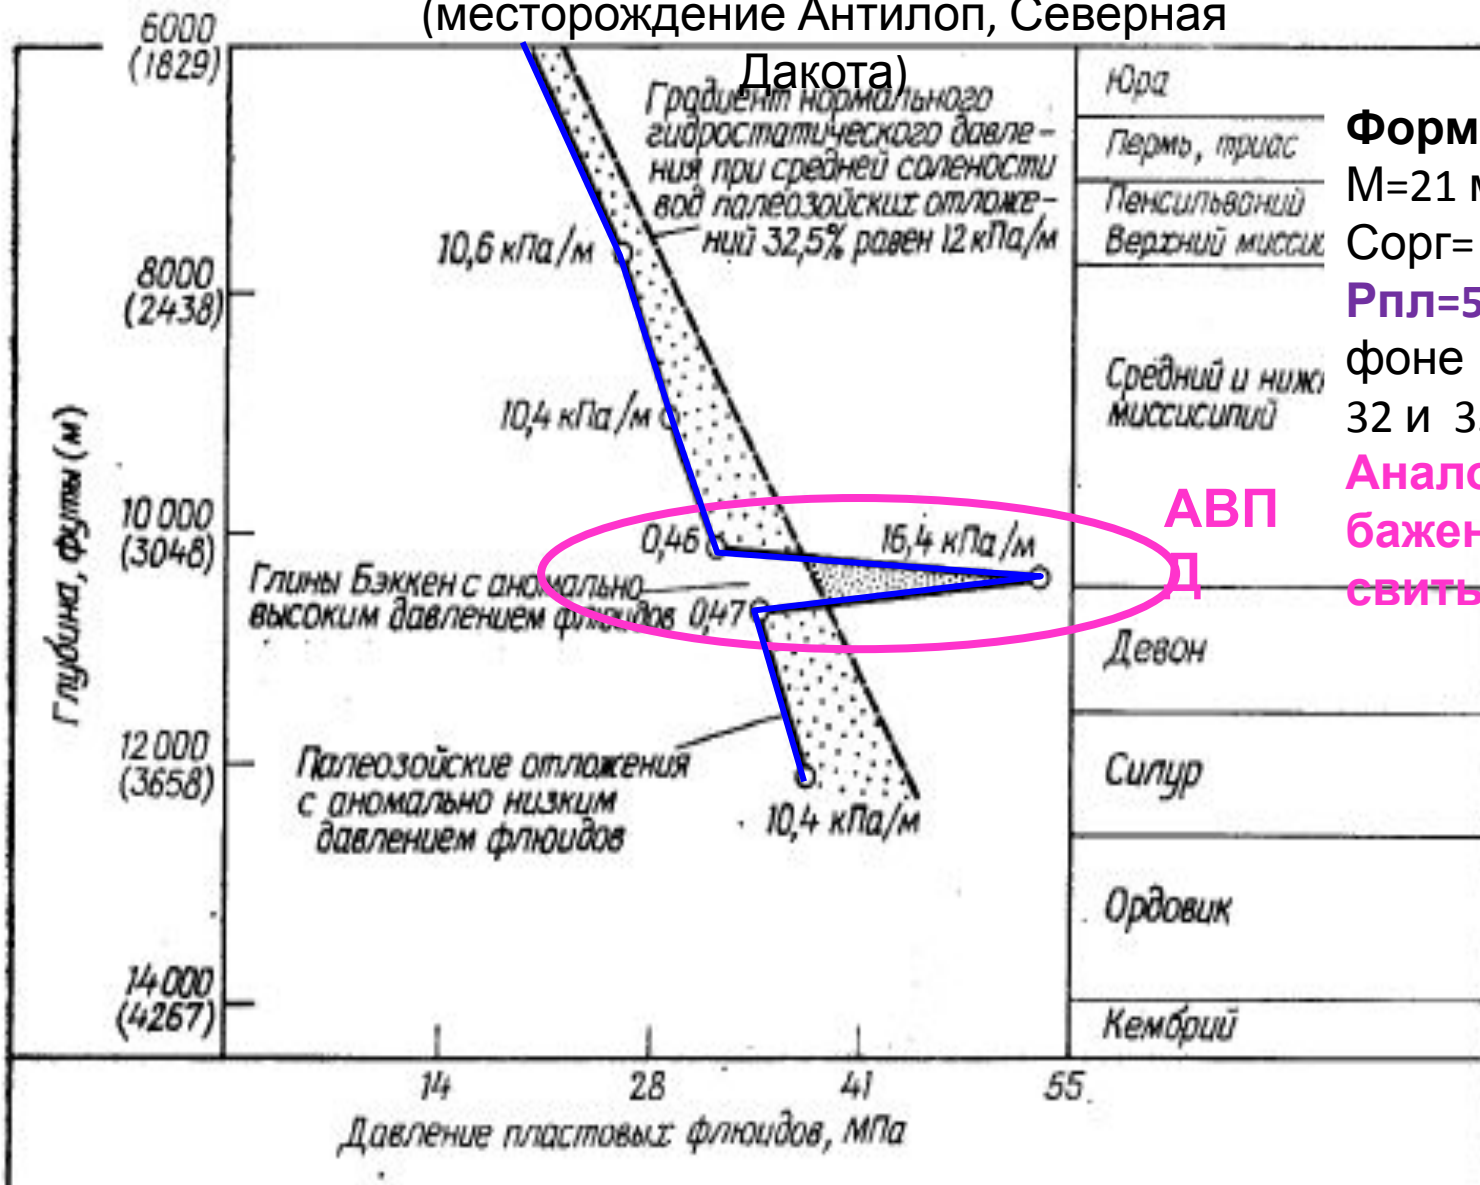 (месторождение Антилоп, Северная
Дакота)
6000
(1829)
8000
(2438)
10 000
(3048)
12 000
(3658)
14 000
(4267)
Глубина, футы (м)
Градиент нормального
гидростатического давле-
ния при средней солености
вод палеозойских отложе-
ний 32,5% равен 12 кПа/м
10,6 кПа/м
10,4 кПа/м
0,46
16,4 кПа/м
Глины Бэккен с аномально
высоким давлением флюидов
0,47
Палеозойские отложения
с аномально низким
давлением флюидов
10,4 кПа/м
14
28
41
55
Давление пластовых флюидов, МПа
Юра
Пермь, триас
Пенсильваний
Верхний миссис
Средний и ниж
миссисипий
Девон
Силур
Ордовик
Кембрий
АВП
Д
Форм
М=21
Сорг=
Рпл=5
фоне
32 и 3
Анало
бажен
свить